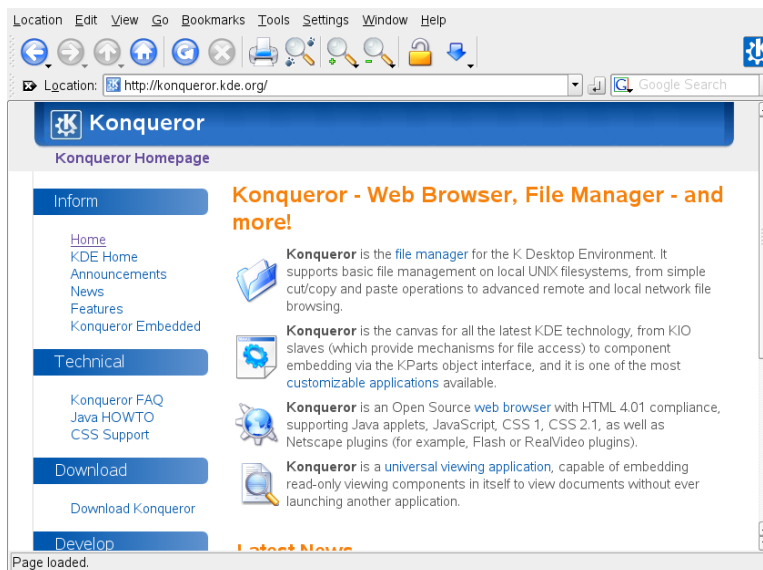 Location Edit View Go Bookmarks Tools Settings Window Help
Location: http://konqueror.kde.org/ Google Search
Konqueror
Konqueror Homepage
Inform
Home
KDE Home
Announcements
News
Features
Konqueror Embedded
Technical
Konqueror FAQ
Java HOWTO
CSS Support
Download
Download Konqueror
Develop
Konqueror - Web Browser, File Manager - and
more!
Konqueror is the file manager for the K Desktop Environment. It
supports basic file management on local UNIX filesystems, from simple
cut/copy and paste operations to advanced remote and local network file
browsing.
Konqueror is the canvas for all the latest KDE technology, from KIO
slaves (which provide mechanisms for file access) to component
embedding via the KParts object interface, and it is one of the most
customizable applications available.
Konqueror is an Open Source web browser with HTML 4.01 compliance,
supporting Java applets, JavaScript, CSS 1, CSS 2.1, as well as
Netscape plugins (for example, Flash or RealVideo plugins).
Konqueror is a universal viewing application, capable of embedding
read-only viewing components in itself to view documents without ever
launching another application.
Latest News
Page loaded.